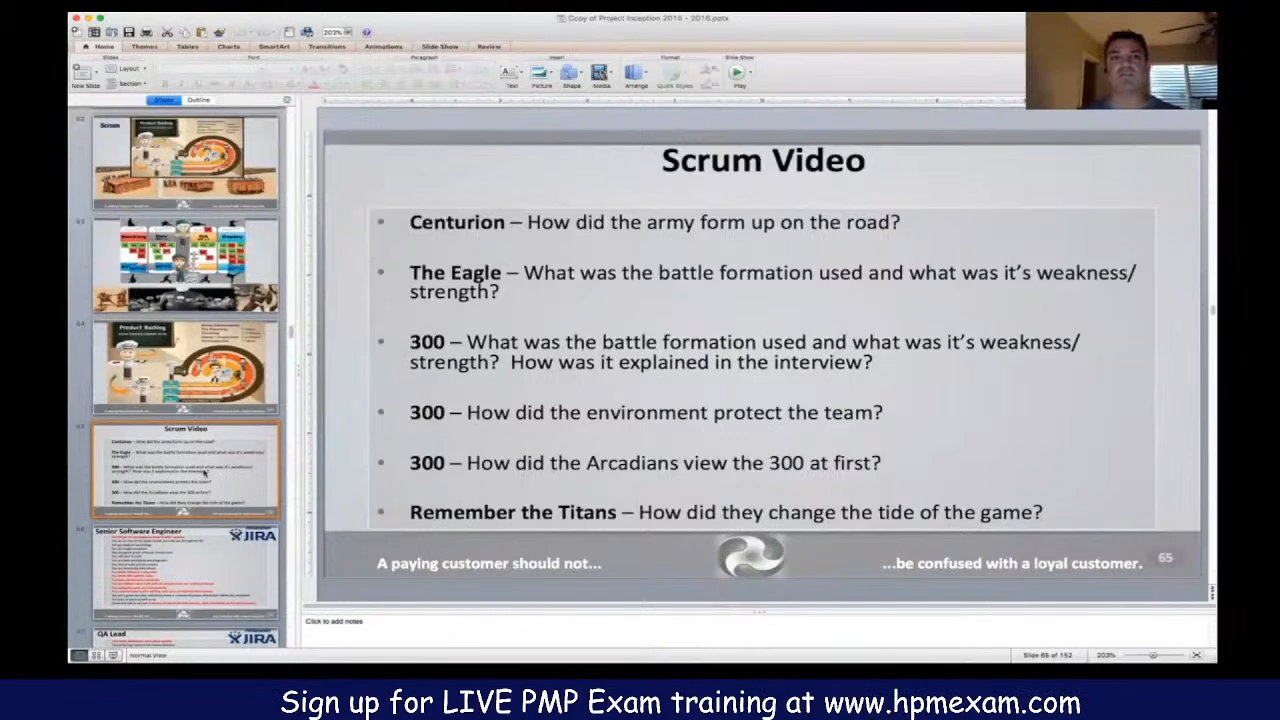 Copy of Project Inception 2015 - 2016.pptx
203%
Home
Themes
Tables
Charts
SmartArt
Transitions
Animations
Slide Show
Review
Slides
Font
Paragraph
Insert
Format
Slide Show
New Slide
Layout
Section
Text
Picture
Shape
Media
Arrange
Quick Styles
Play
Slides
Outline
Scrum
Product Backlog
Product Backlog
Scrum Video
Senior Software Engineer
JIRA
QA Lead
JIRA
Scrum Video
• Centurion – How did the army form up on the road?
• The Eagle – What was the battle formation used and what was it's weakness/
strength?
• 300 – What was the battle formation used and what was it's weakness/
strength? How was it explained in the interview?
• 300 – How did the environment protect the team?
• 300 – How did the Arcadians view the 300 at first?
• Remember the Titans – How did they change the tide of the game?
A paying customer should not...
...be confused with a loyal customer.
65
Click to add notes
Normal View
Slide 65 of 152
203%
Sign up for LIVE PMP Exam training at www.hpmexam.com